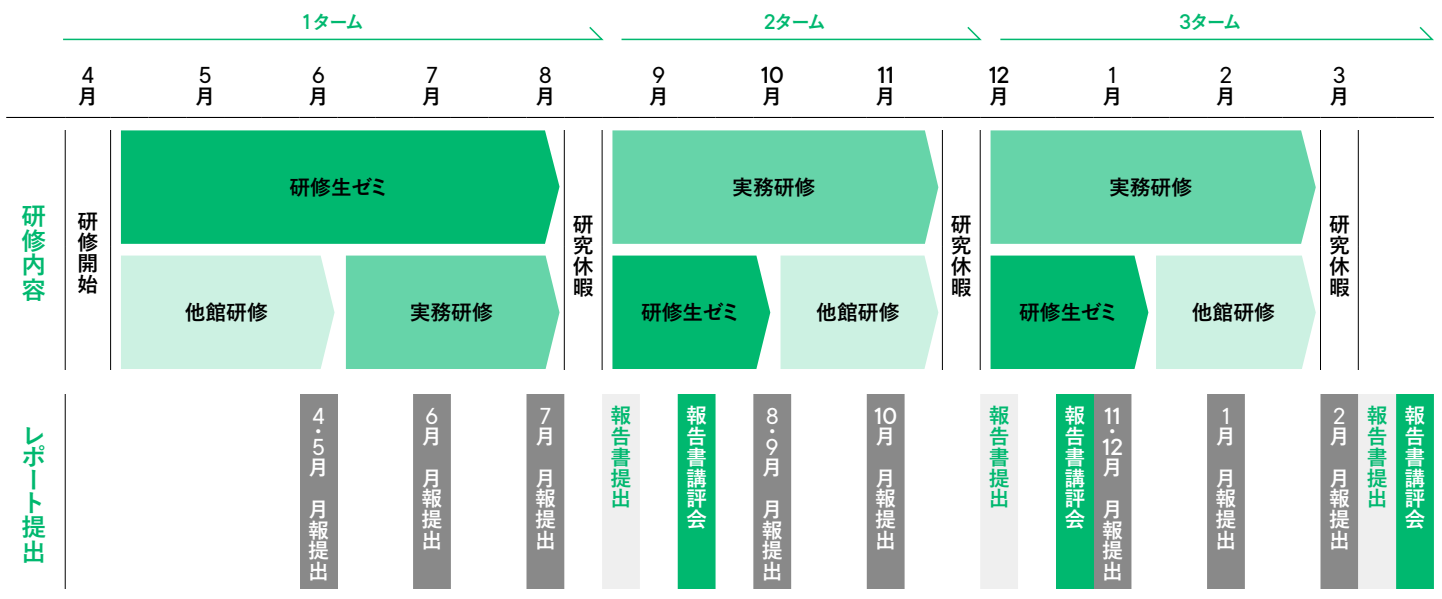 1ターム
2ターム
3ターム
4月
5月
6月
7月
8月
9月
10月
11月
12月
1月
2月
3月
研修内容
研修開始
研修生ゼミ
他館研修
実務研修
研究休暇
実務研修
研修生ゼミ
他館研修
研究休暇
実務研修
研修生ゼミ
他館研修
研究休暇
レポート提出
4・5月 月報提出
6月 月報提出
7月 月報提出
報告書提出
報告書講評会
8・9月 月報提出
10月 月報提出
報告書提出
報告書講評会
11・12月 月報提出
1月 月報提出
2月 月報提出
報告書提出
報告書講評会